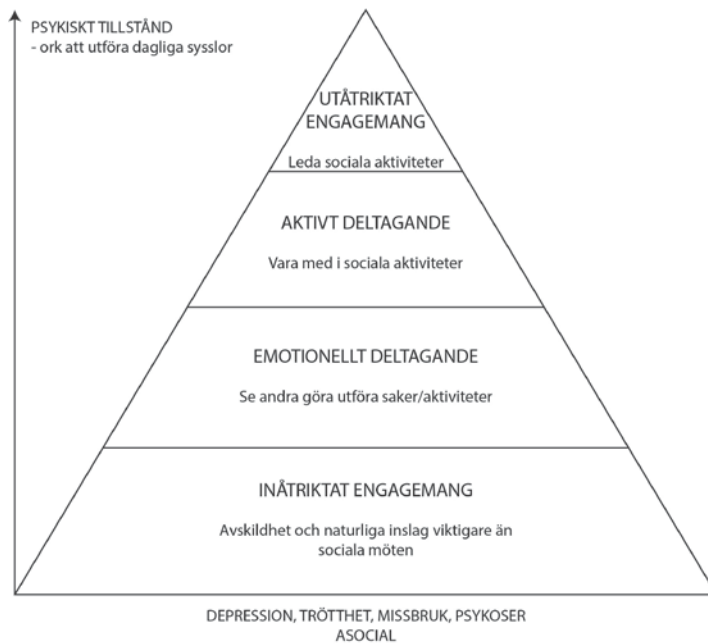 PSYKISKT TILLSTÅND
- ork att utföra dagliga sysslor
UTÅTRIKTAT
ENGAGEMANG
Leda sociala aktiviteter
AKTIVT DELTAGANDE
Vara med i sociala aktiviteter
EMOTIONELLT DELTAGANDE
Se andra göra utföra saker/aktiviteter
INÅTRIKTAT ENGAGEMANG
Avskildhet och naturliga inslag viktigare än
sociala möten
DEPRESSION, TRÖTTHET, MISSBRUK, PSYKOSER
ASOCIAL